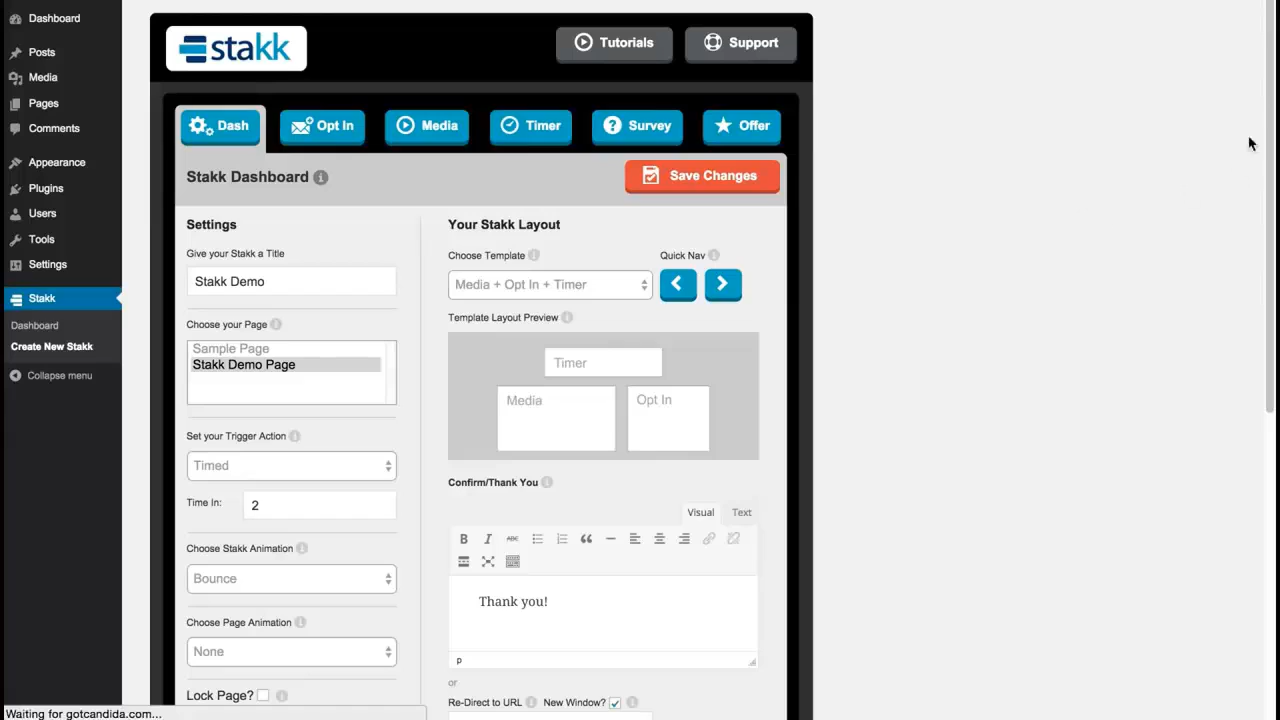 Dashboard
Posts
Media
Pages
Comments
Appearance
Plugins
Users
Tools
Settings
Stakk
Dashboard
Create New Stakk
Collapse menu
stakk
Tutorials
Support
Dash
Opt In
Media
Timer
Survey
Offer
Stakk Dashboard
Save Changes
Settings
Give your Stakk a Title
Stakk Demo
Choose your Page
Sample Page
Stakk Demo Page
Set your Trigger Action
Timed
Time In:
2
Choose Stakk Animation
Bounce
Choose Page Animation
None
Lock Page?
Your Stakk Layout
Choose Template
Quick Nav
Media + Opt In + Timer
Template Layout Preview
Timer
Media
Opt In
Confirm/Thank You
Visual
Text
B
I
ABC
Thank you!
p
or
Re-Direct to URL
New Window?
Waiting for gotcandida.com...